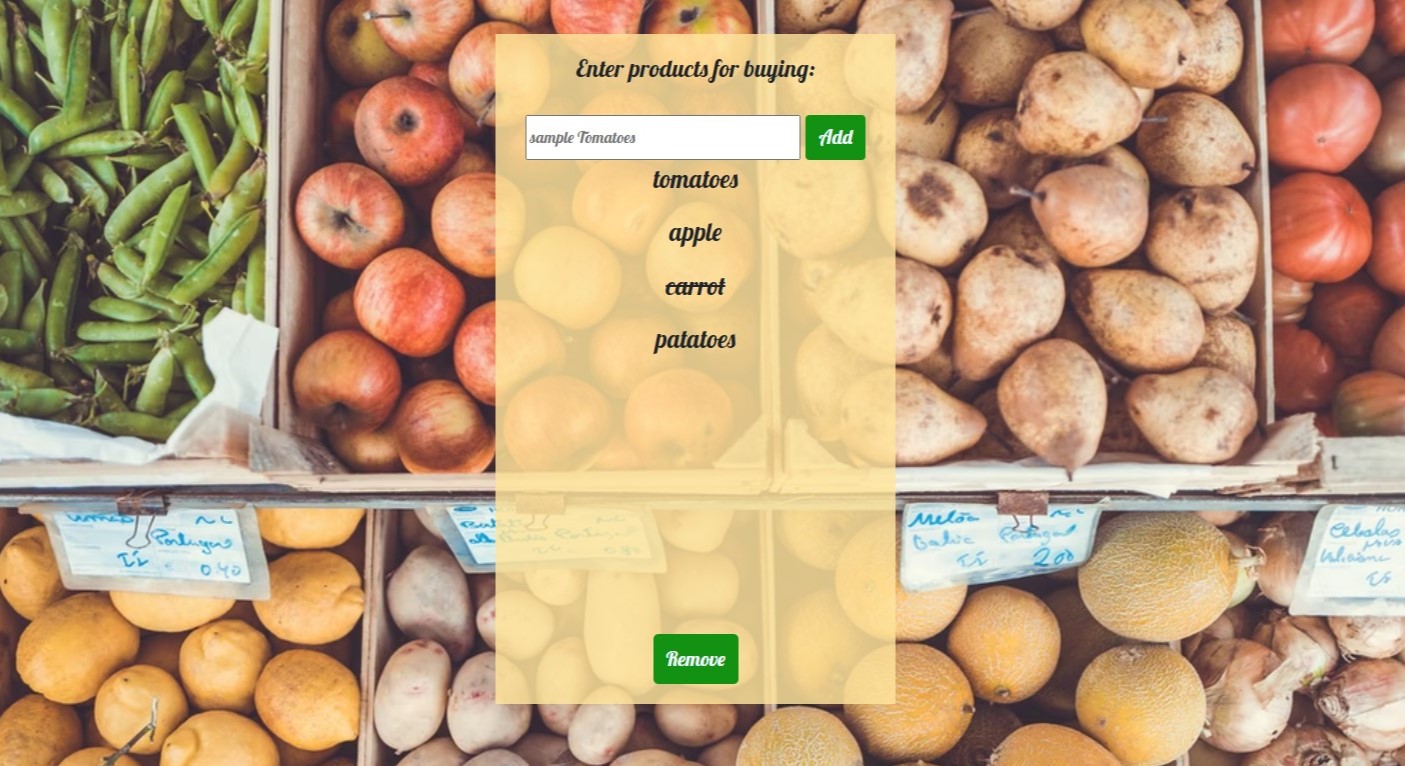 Enter products for buying:
sample Tomatoes
Add
tomatoes
apple
carrot
patatoes
Portugal
0,40
Melão
Portugal
2,00
Cebolas
Remove